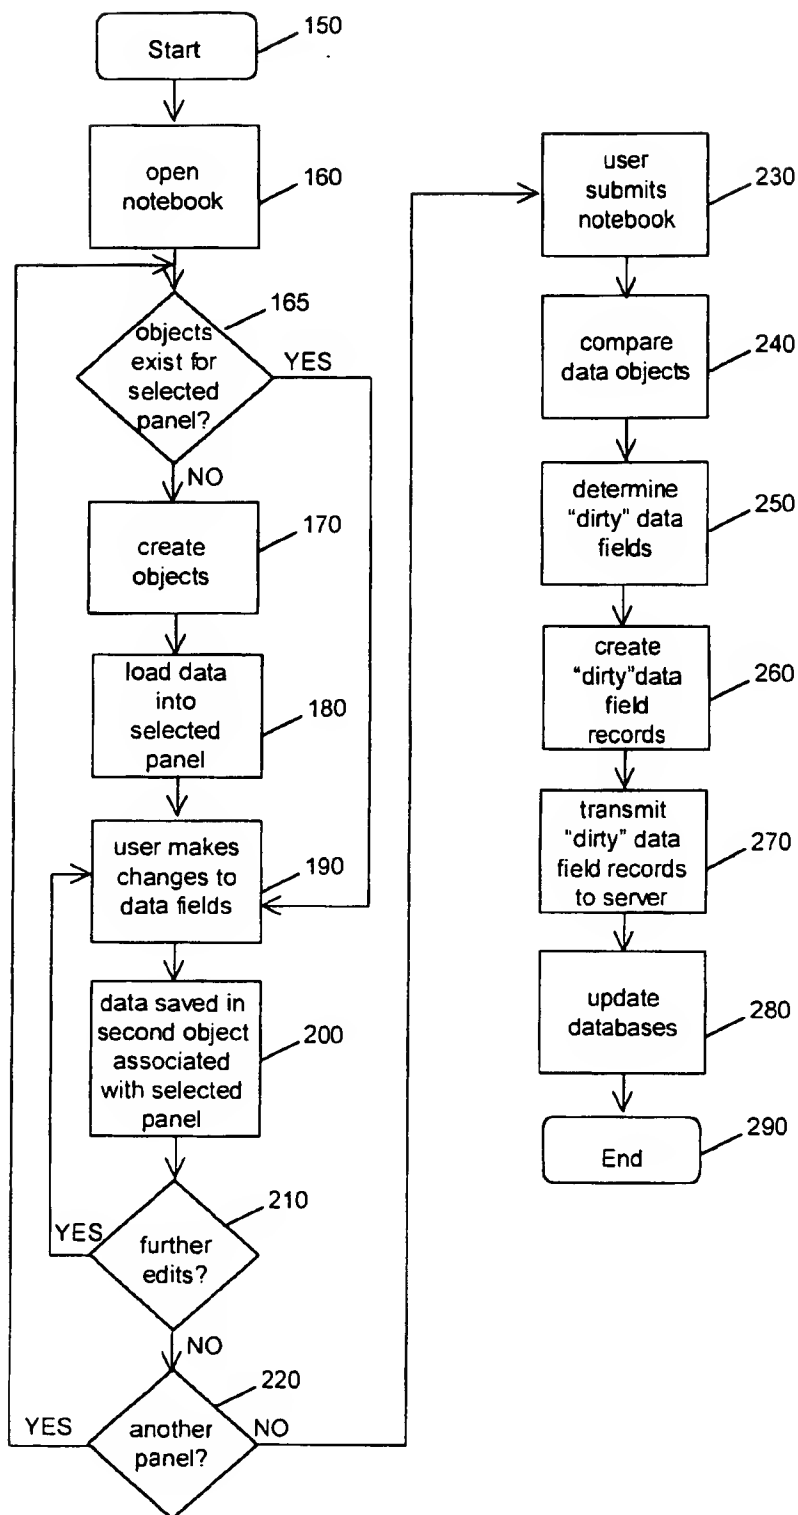 Start
150
open
notebook
160
objects
exist for
selected
panel?
165
YES
NO
create
objects
170
load data
into
selected
panel
180
user makes
changes to
data fields
190
data saved in
second object
associated
with selected
panel
200
further
edits?
210
YES
NO
another
panel?
220
YES
NO
user
submits
notebook
230
compare
data objects
240
determine
"dirty" data
fields
250
create
"dirty"data
field
records
260
transmit
"dirty" data
field records
to server
270
update
databases
280
End
290